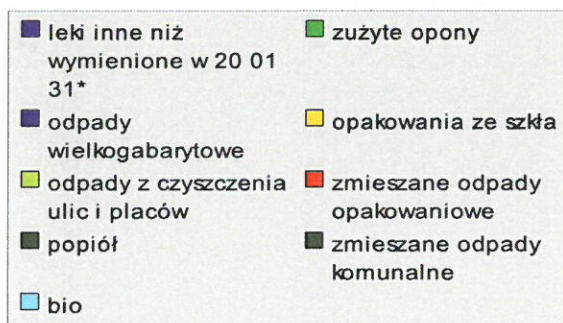 leki inne niż
wymienione w 20 01
31*
zużyte opony
odpady
wielkogabarytowe
opakowania ze szkła
odpady z czyszczenia
ulic i placów
zmieszane odpady
opakowaniowe
popiół
zmieszane odpady
komunalne
bio